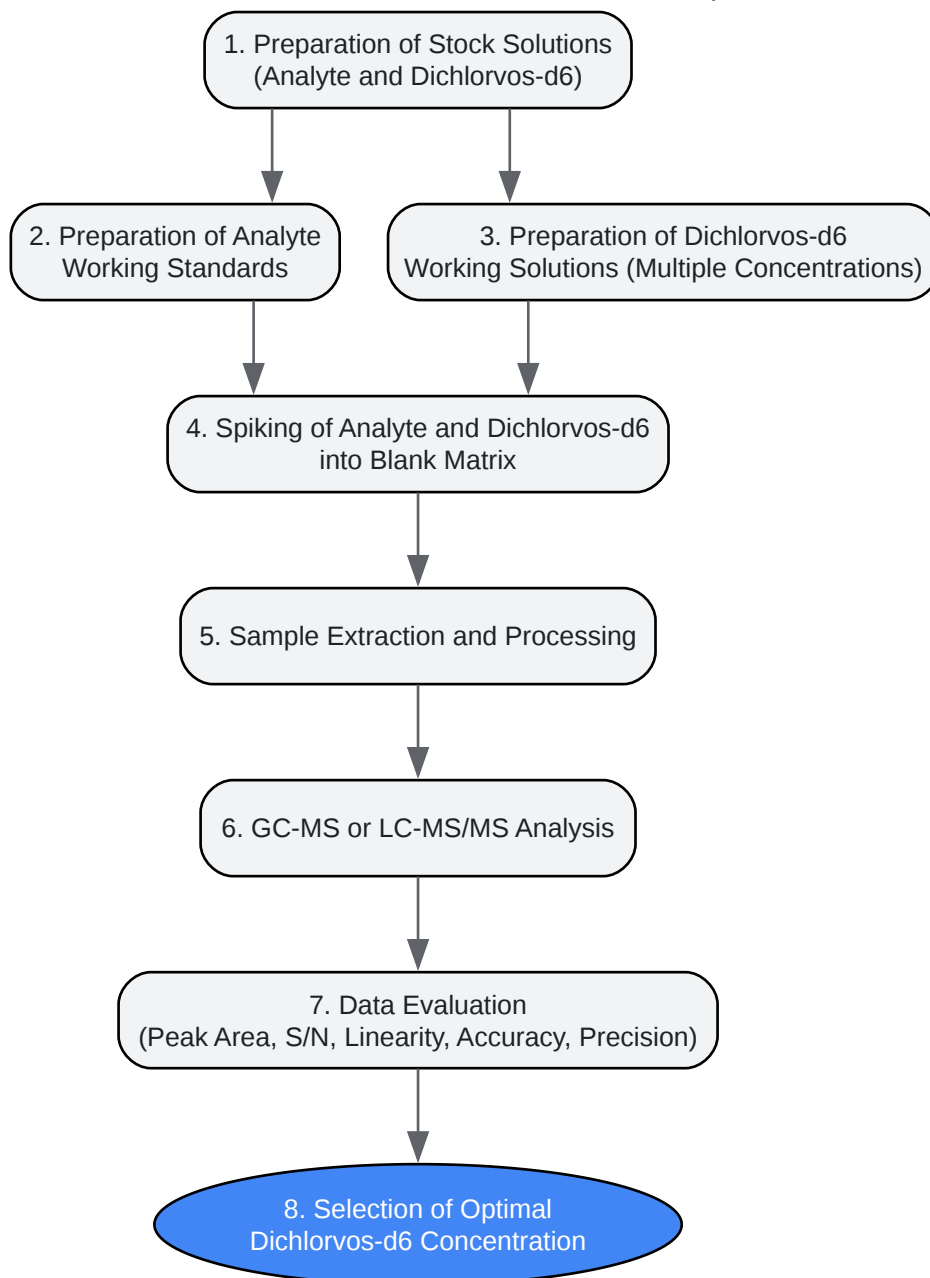 1. Preparation of Stock Solutions
(Analyte and Dichlorvos-d6)
2. Preparation of Analyte
Working Standards
3. Preparation of Dichlorvos-d6
Working Solutions (Multiple Concentrations)
4. Spiking of Analyte and Dichlorvos-d6
into Blank Matrix
5. Sample Extraction and Processing
6. GC-MS or LC-MS/MS Analysis
7. Data Evaluation
(Peak Area, S/N, Linearity, Accuracy, Precision)
8. Selection of Optimal
Dichlorvos-d6 Concentration